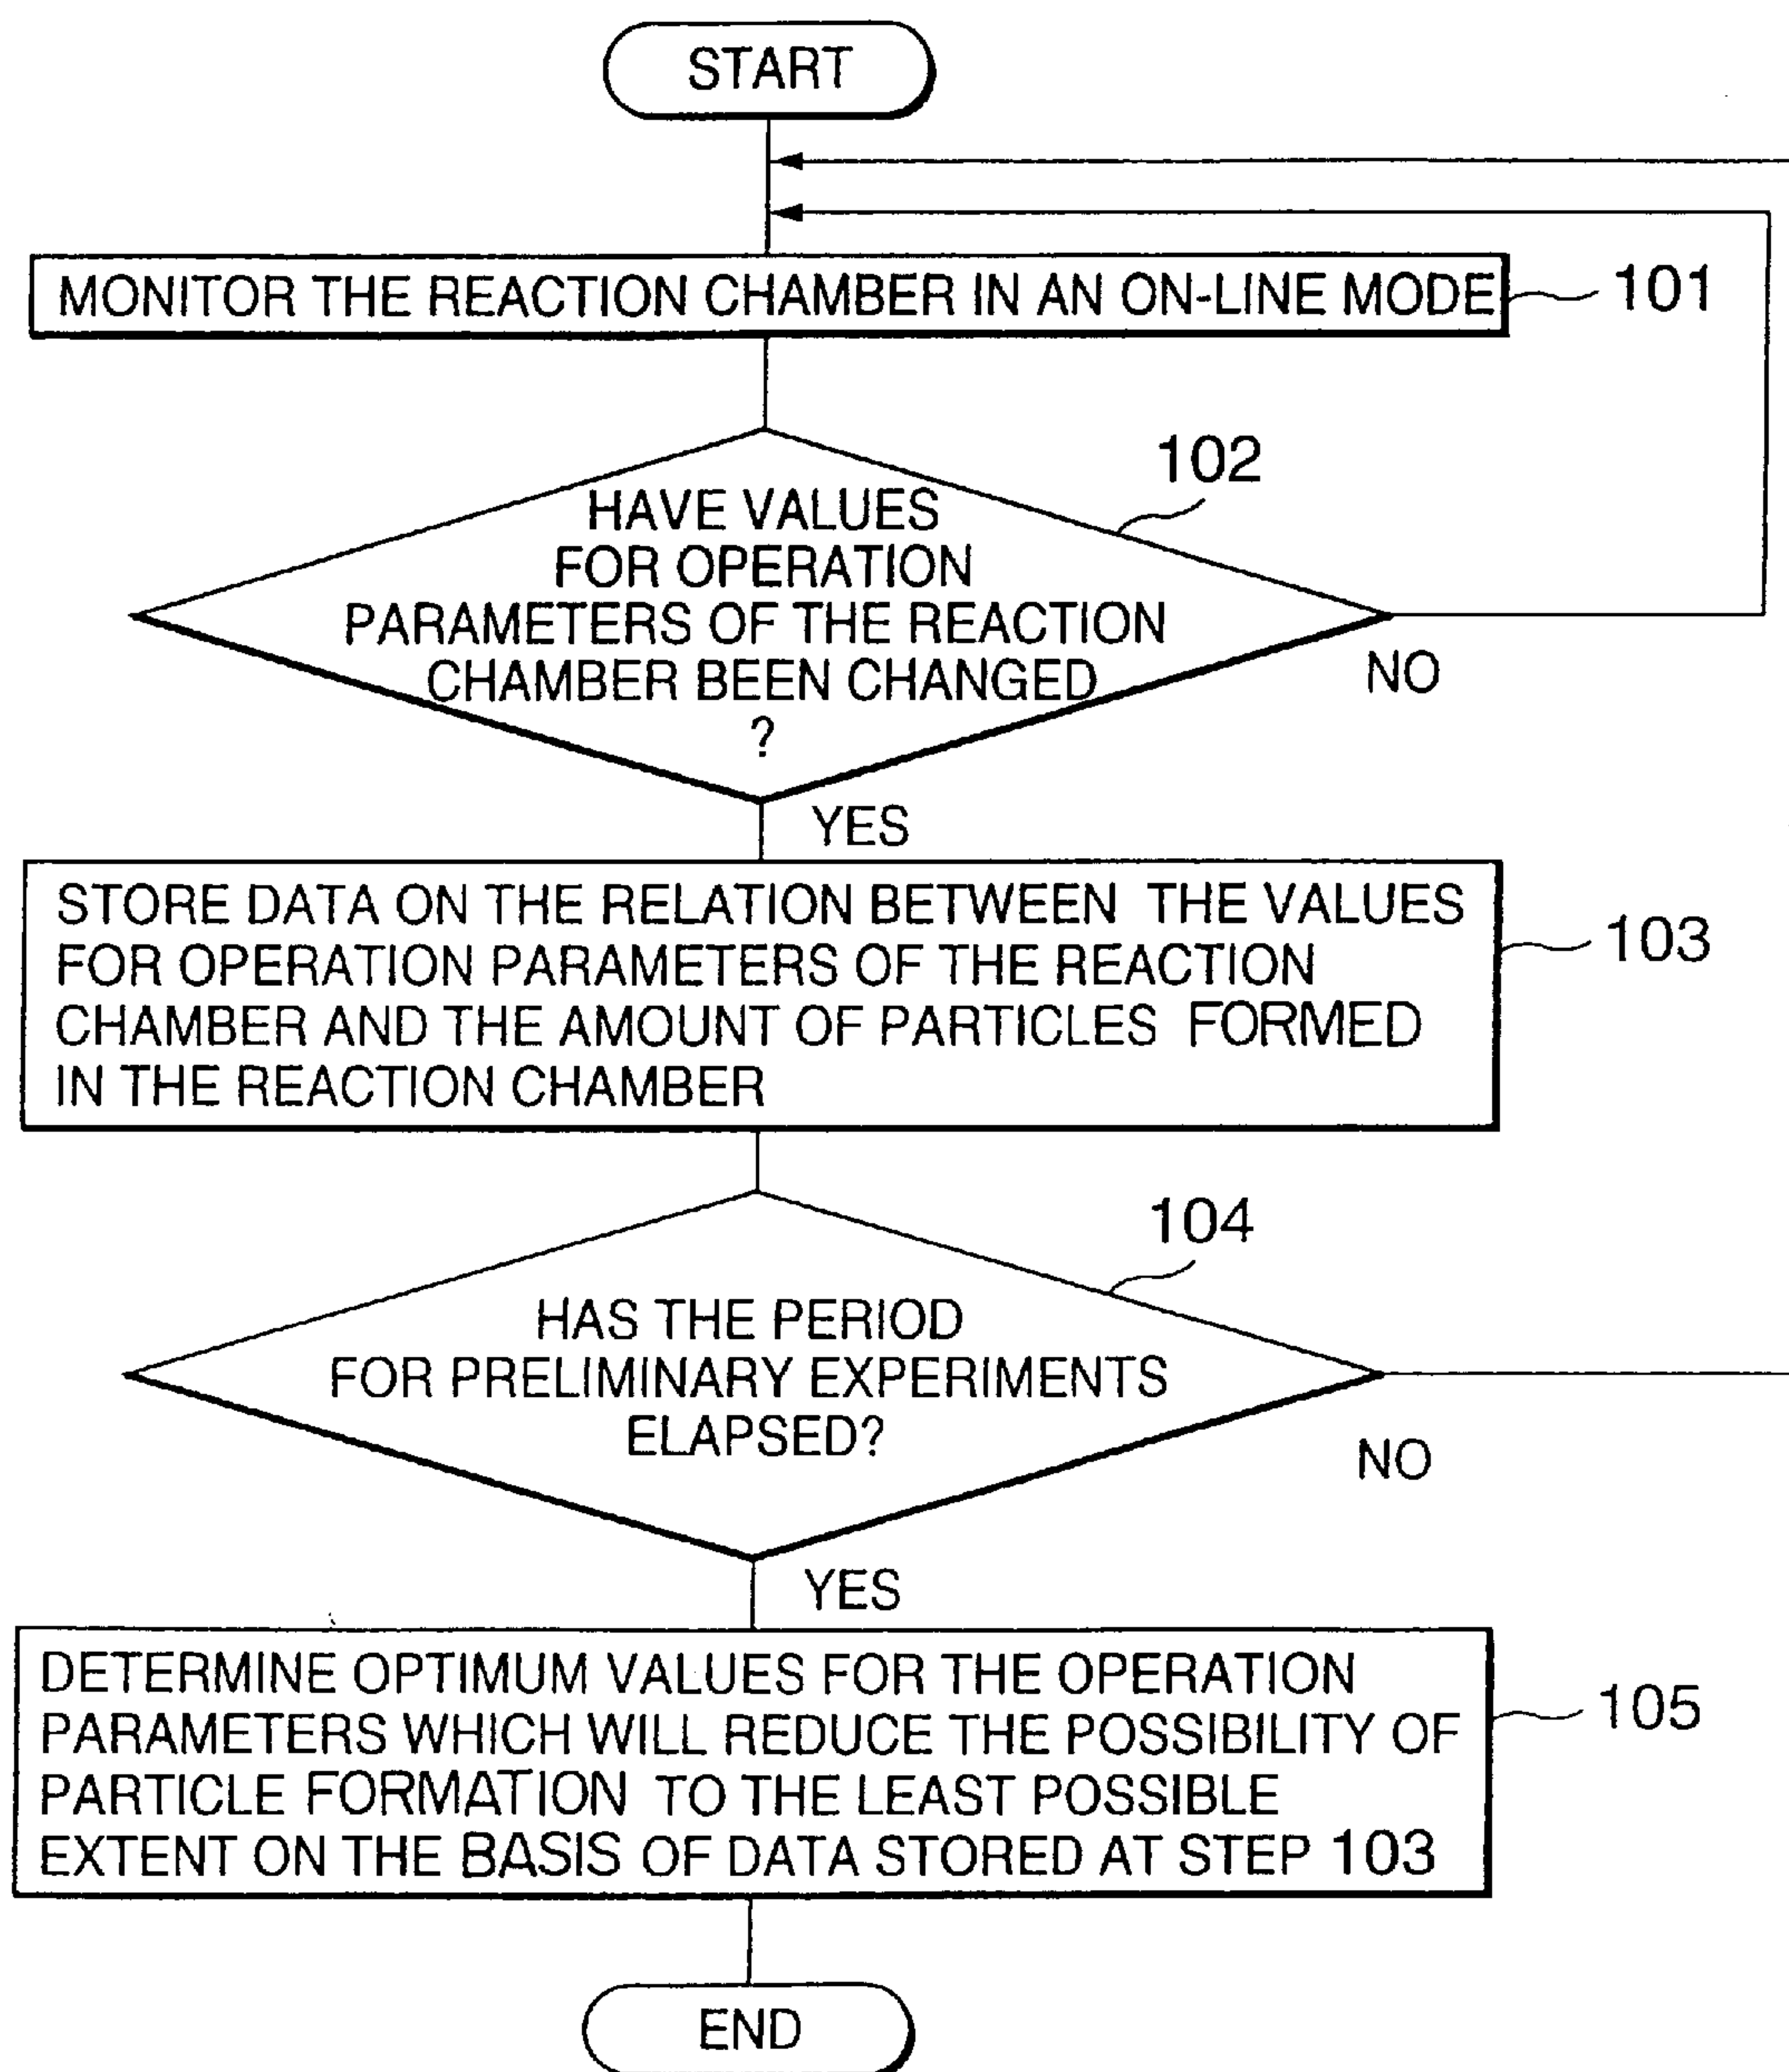 START
MONITOR THE REACTION CHAMBER IN AN ON-LINE MODE
101
102
HAVE VALUES
FOR OPERATION
PARAMETERS OF THE REACTION
CHAMBER BEEN CHANGED
?
NO
YES
STORE DATA ON THE RELATION BETWEEN THE VALUES
FOR OPERATION PARAMETERS OF THE REACTION
CHAMBER AND THE AMOUNT OF PARTICLES FORMED
IN THE REACTION CHAMBER
103
104
HAS THE PERIOD
FOR PRELIMINARY EXPERIMENTS
ELAPSED?
NO
YES
DETERMINE OPTIMUM VALUES FOR THE OPERATION
PARAMETERS WHICH WILL REDUCE THE POSSIBILITY OF
PARTICLE FORMATION TO THE LEAST POSSIBLE
EXTENT ON THE BASIS OF DATA STORED AT STEP 103
105
END